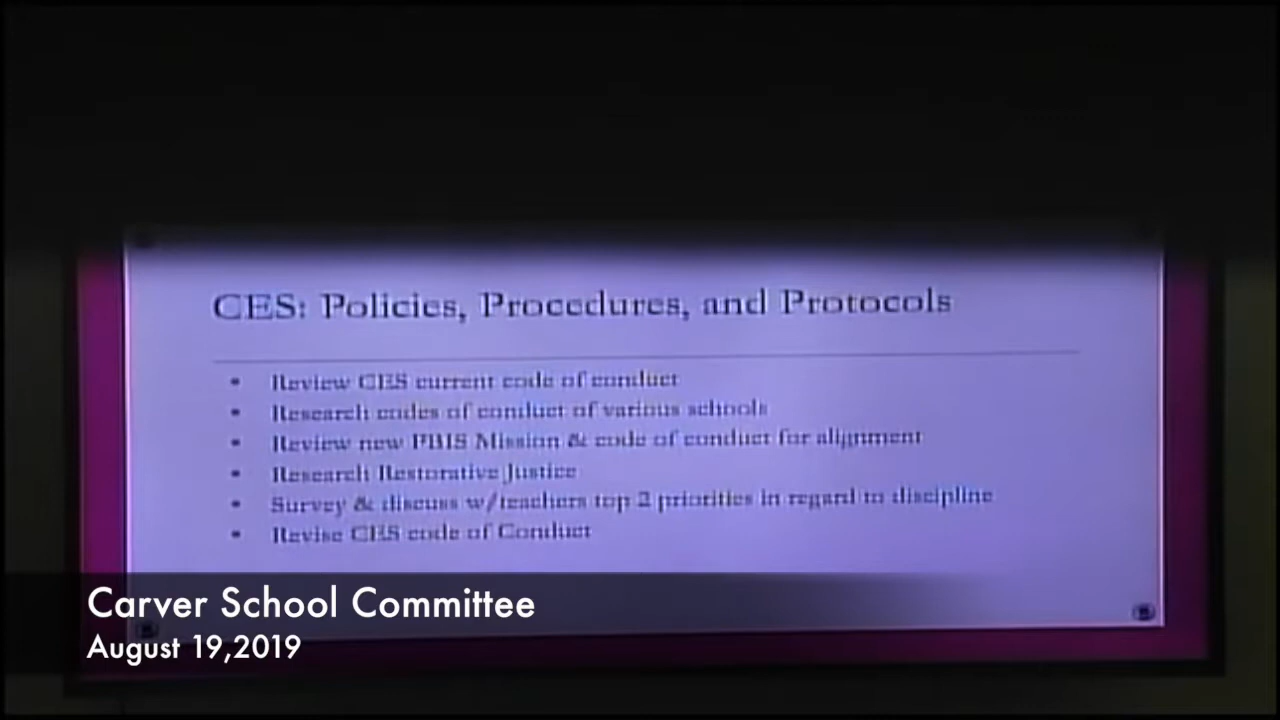 CES: Policies, Procedures, and Protocols
• Review CES current code of conduct
• Research codes of conduct of various schools
• Review new PBIS Mission & code of conduct for alignment
• Research Restorative Justice
• Survey & discuss w/teachers top 2 priorities in regard to discipline
• Revise CES code of Conduct
Carver School Committee
August 19,2019